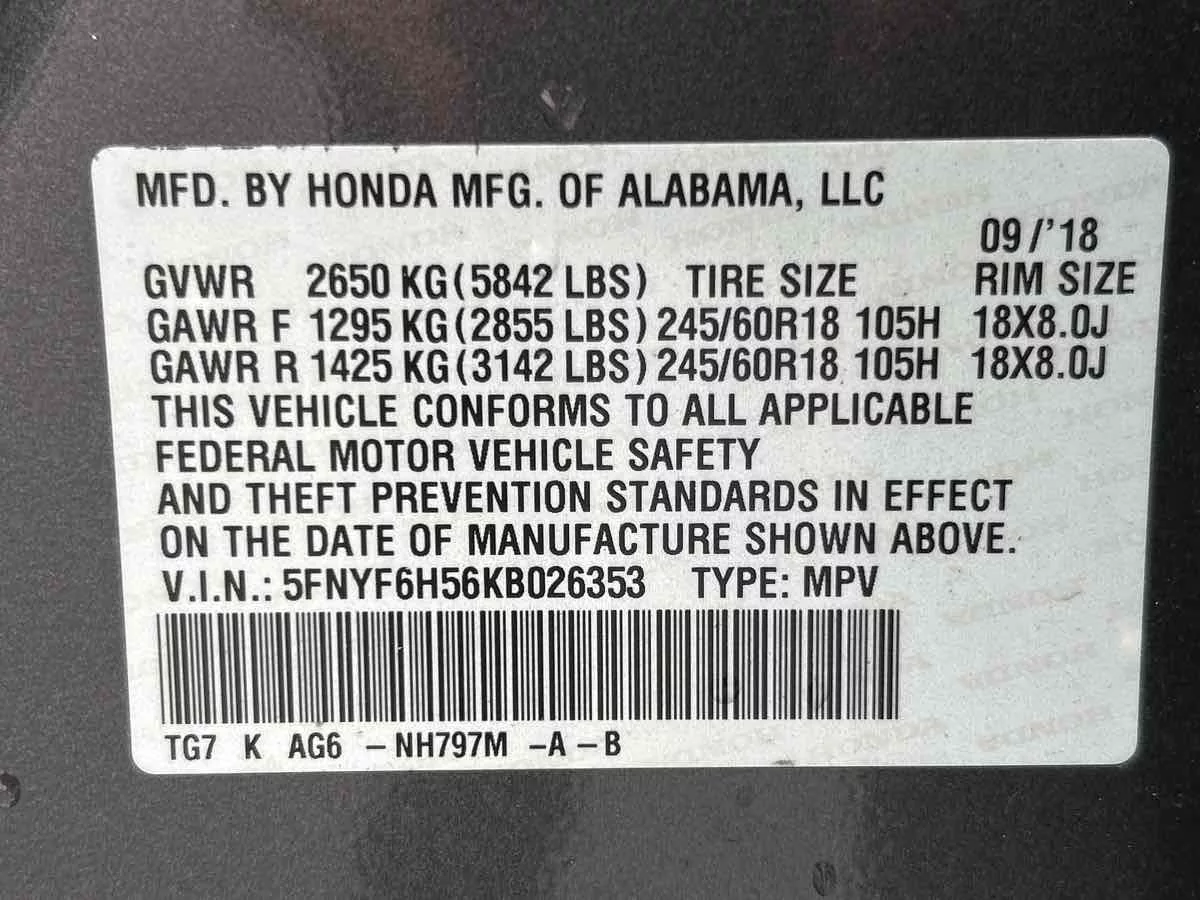 MFD. BY HONDA MFG. OF ALABAMA, LLC
09/'18
GVWR 2650 KG (5842 LBS) TIRE SIZE RIM SIZE
GAWR F 1295 KG (2855 LBS) 245/60R18 105H 18X8.0J
GAWR R 1425 KG (3142 LBS) 245/60R18 105H 18X8.0J
THIS VEHICLE CONFORMS TO ALL APPLICABLE
FEDERAL MOTOR VEHICLE SAFETY
AND THEFT PREVENTION STANDARDS IN EFFECT
ON THE DATE OF MANUFACTURE SHOWN ABOVE.
V.I.N.: 5FNYF6H56KB026353 TYPE: MPV
TG7 K AG6 -NH797M -A -B